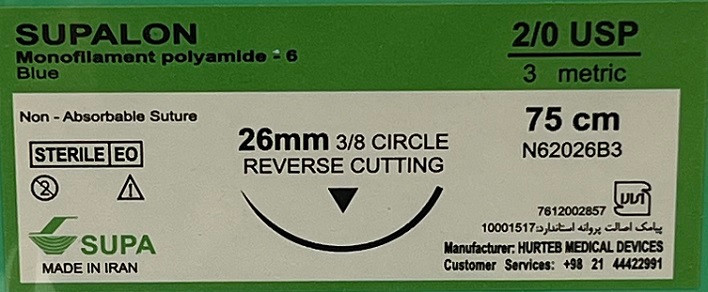 SUPALON
Monofilament polyamide - 6
Blue
2/0 USP
3 metric
Non - Absorbable Suture
STERILE EO
2
26mm 3/8 CIRCLE
REVERSE CUTTING
75 cm
N62026B3
SUPA
MADE IN IRAN
7612002857
پیامک اصالت پروانه استاندارد:10001517
Manufacturer: HURTEB MEDICAL DEVICES
Customer Services: +98 21 44422991